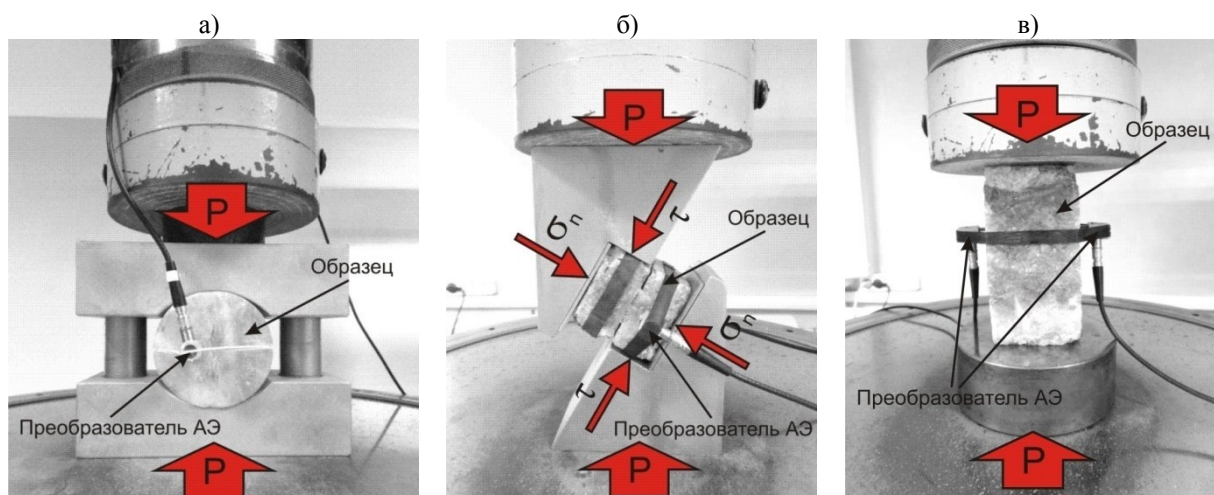 а)
P
Образец
Преобразователь АЭ
P
б)
P
τ
σn
Образец
σn
τ
Преобразователь АЭ
P
в)
P
Образец
Преобразователь АЭ
P